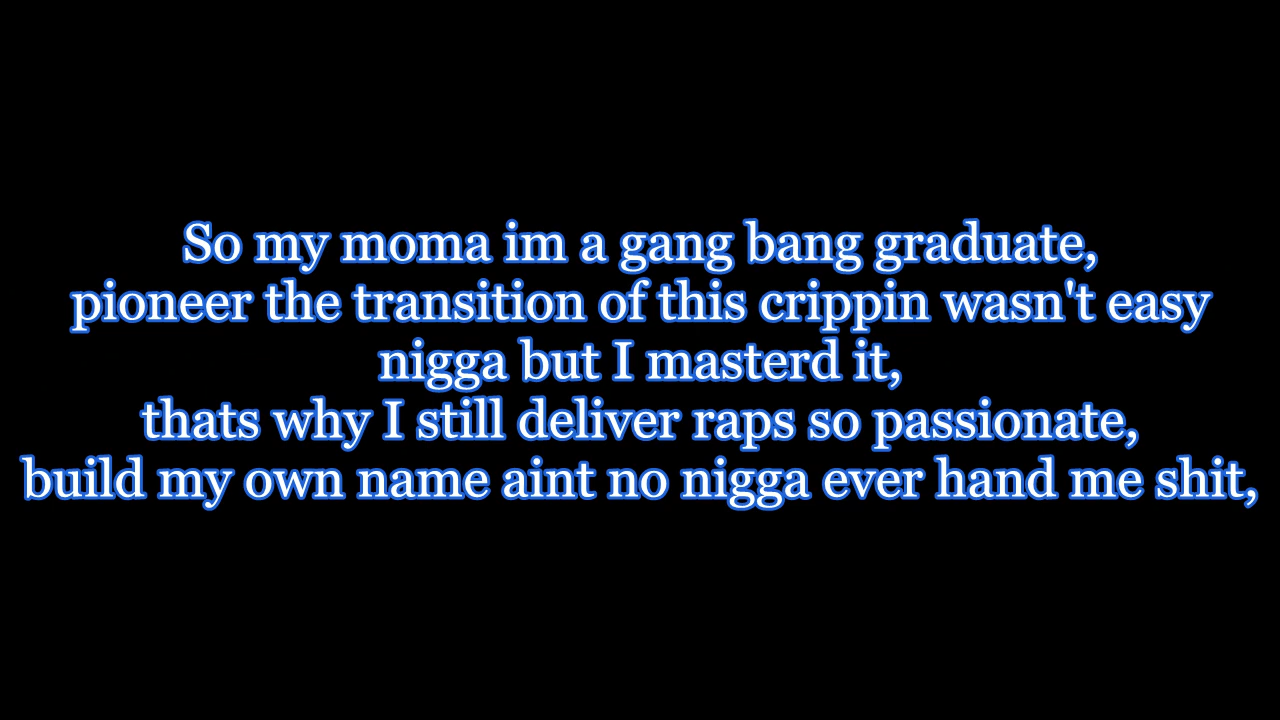 So my moma im a gang bang graduate,
pioneer the transition of this crippin wasn't easy
nigga but I masterd it,
thats why I still deliver raps so passionate,
build my own name aint no nigga ever hand me shit,